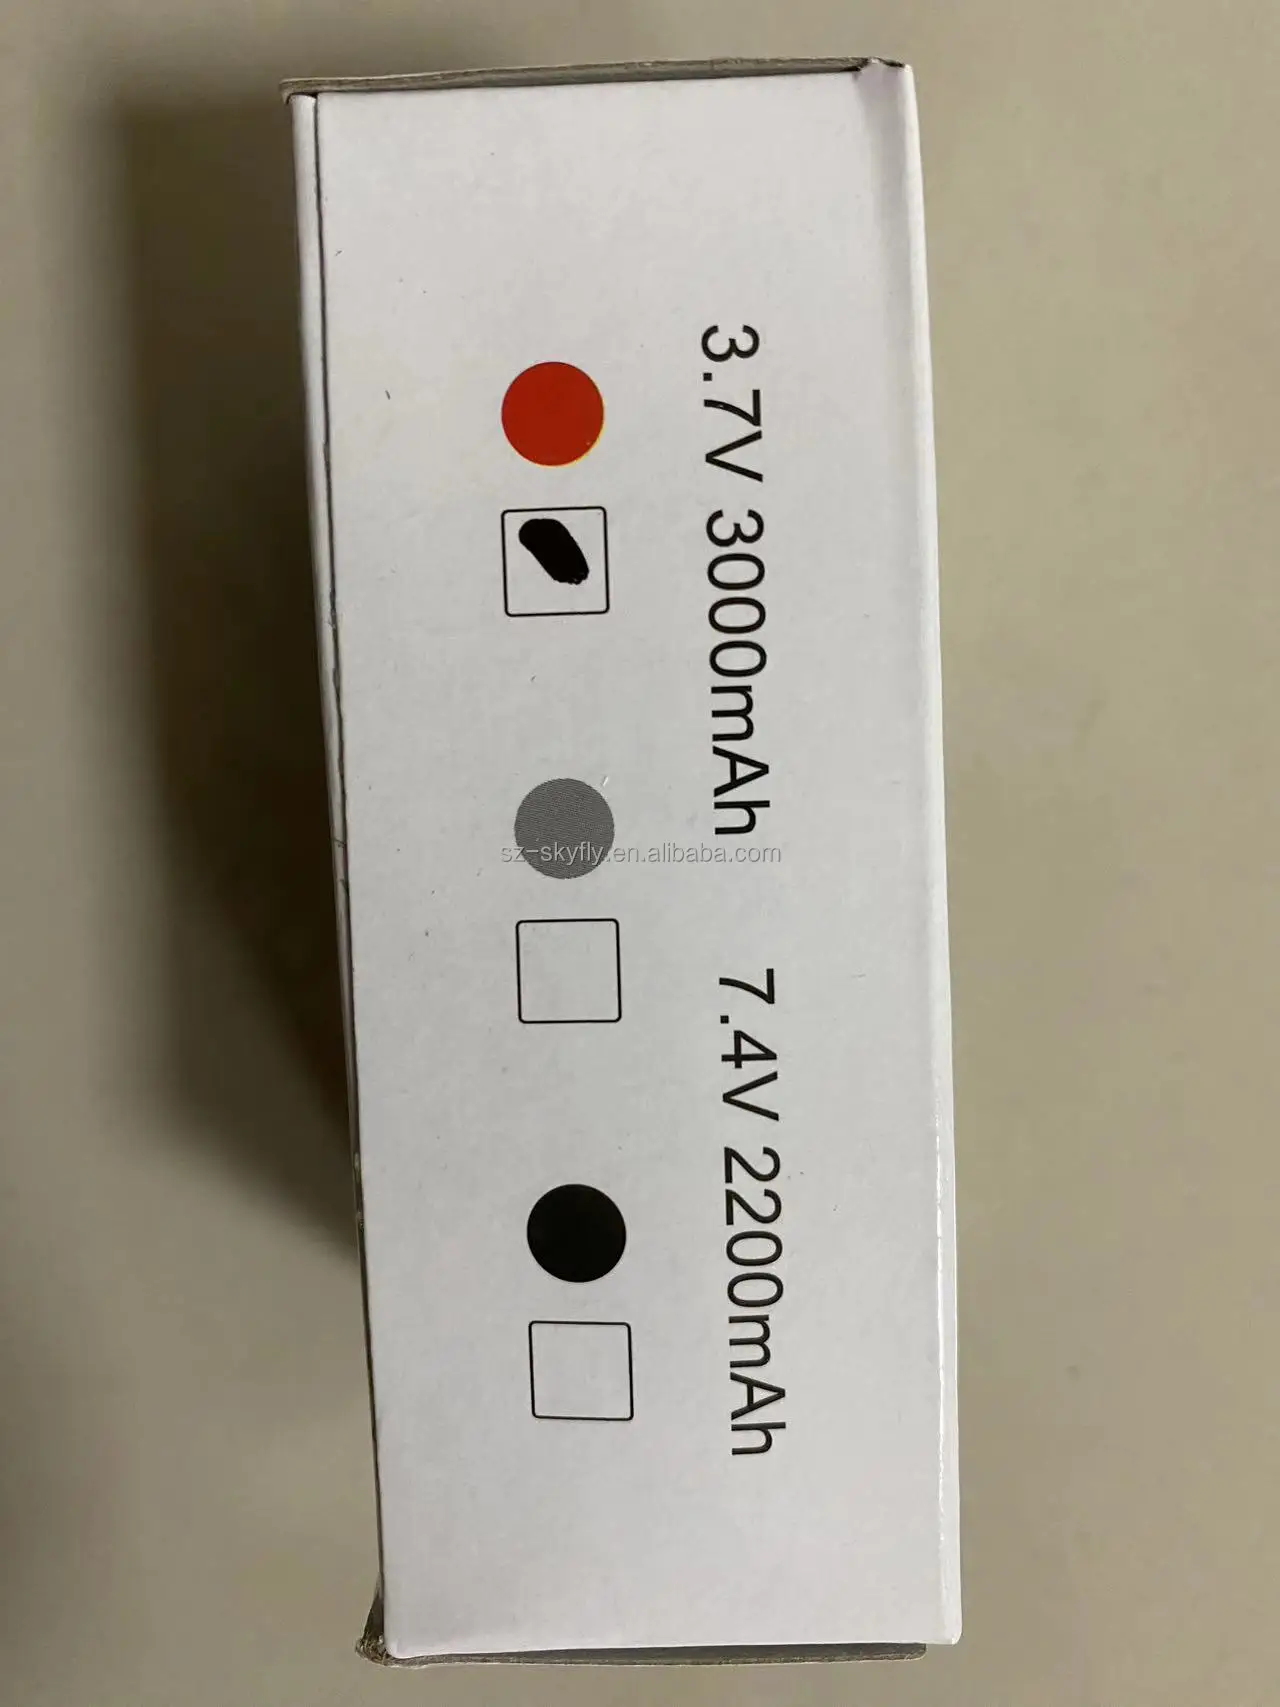 3.7V 3000mAh 7.4V 2200mAh
sz-skyfly.en.alibaba.com